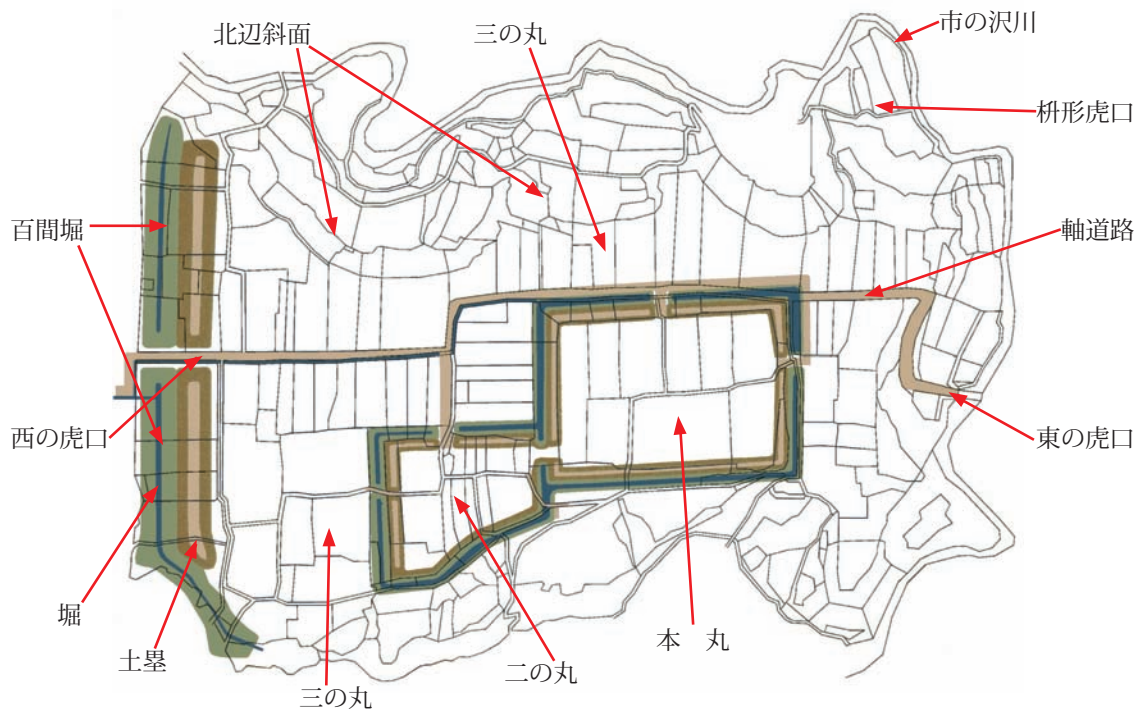 北辺斜面
三の丸
市の沢川
枡形虎口
百間堀
軸道路
西の虎口
東の虎口
堀
土塁
三の丸
二の丸
本 丸